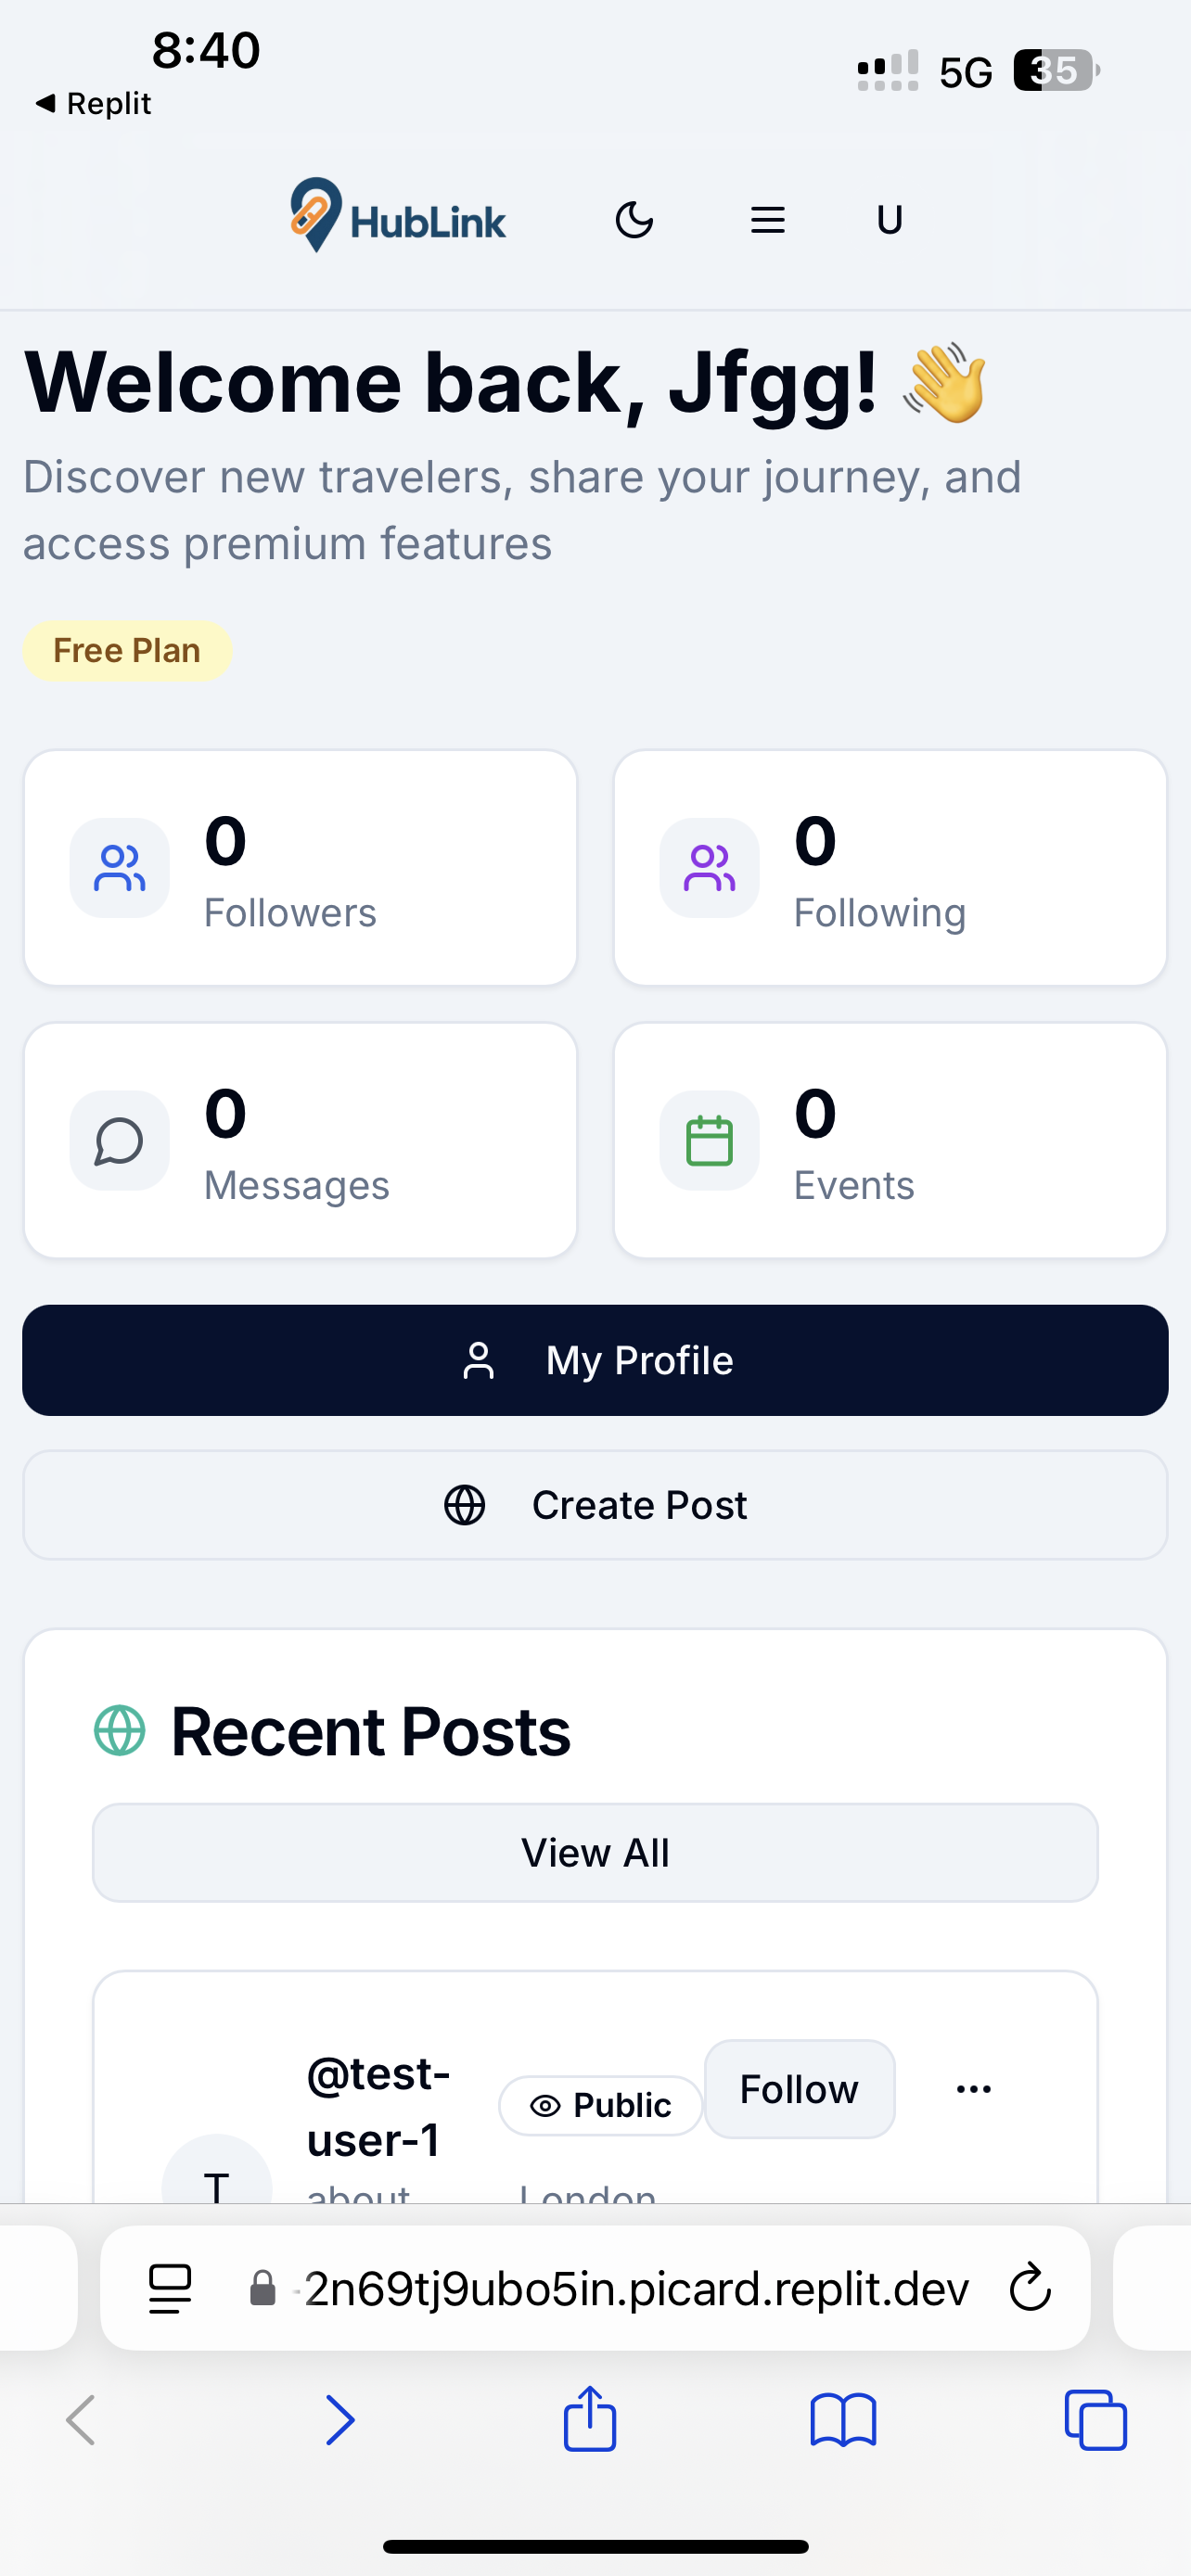 8:40
5G
35
Replit
HubLink
U
Welcome back, Jfgg! 👋
Discover new travelers, share your journey, and
access premium features
Free Plan
0
Followers
0
Following
0
Messages
0
Events
My Profile
Create Post
Recent Posts
View All
@test-
user-1
Public
Follow
T
about
London
-2n69tj9ubo5in.picard.replit.dev